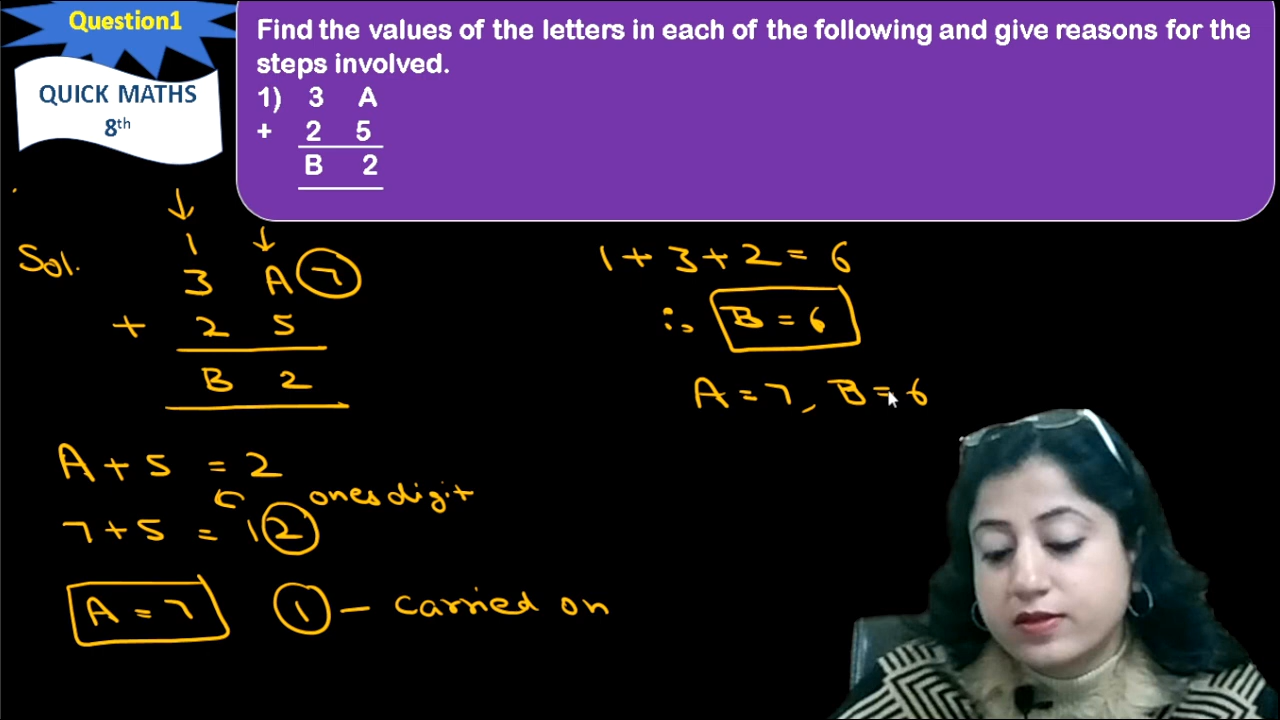 Question1
QUICK MATHS
8th
Find the values of the letters in each of the following and give reasons for the
steps involved.
1) 3 A
+ 2 5
B 2
Sol.
1
3 A 7
+ 2 5
B 2
A + 5 = 2
ones digit
7 + 5 = 12
A = 7 1 - carried on
1 + 3 + 2 = 6
∴ B = 6
A = 7, B = 6